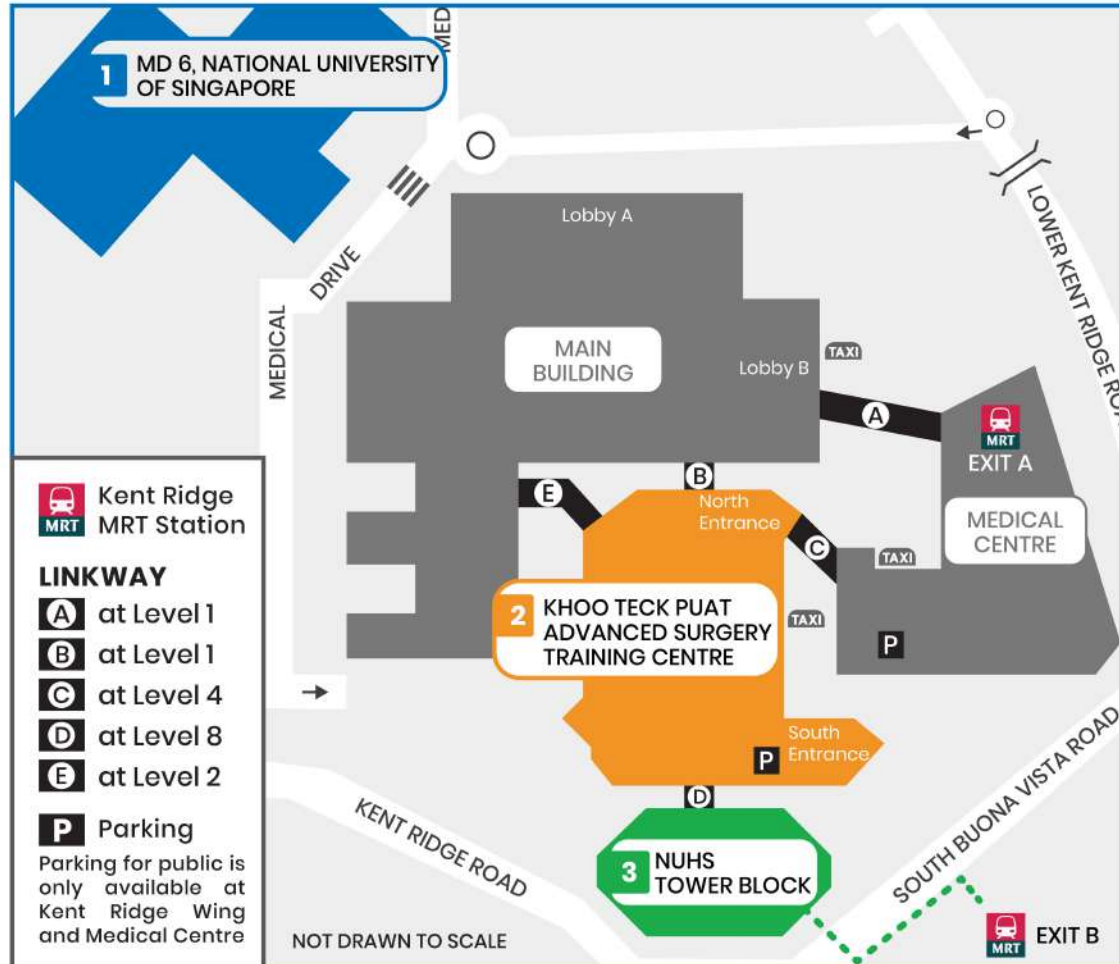 1
MD 6, NATIONAL UNIVERSITY
OF SINGAPORE
MED
MEDICAL
DRIVE
LOWER KENT RIDGE ROAD
Lobby A
MAIN
BUILDING
Lobby B
TAXI
A
MRT
EXIT A
B
E
North
Entrance
C
MEDICAL
CENTRE
TAXI
2
KHOO TECK PUAT
ADVANCED SURGERY
TRAINING CENTRE
TAXI
P
South
Entrance
P
D
3
NUHS
TOWER BLOCK
KENT RIDGE ROAD
SOUTH BUONA VISTA ROAD
MRT
EXIT B
MRT
Kent Ridge
MRT Station
LINKWAY
A at Level 1
B at Level 1
C at Level 4
D at Level 8
E at Level 2
P Parking
Parking for public is
only available at
Kent Ridge Wing
and Medical Centre
NOT DRAWN TO SCALE